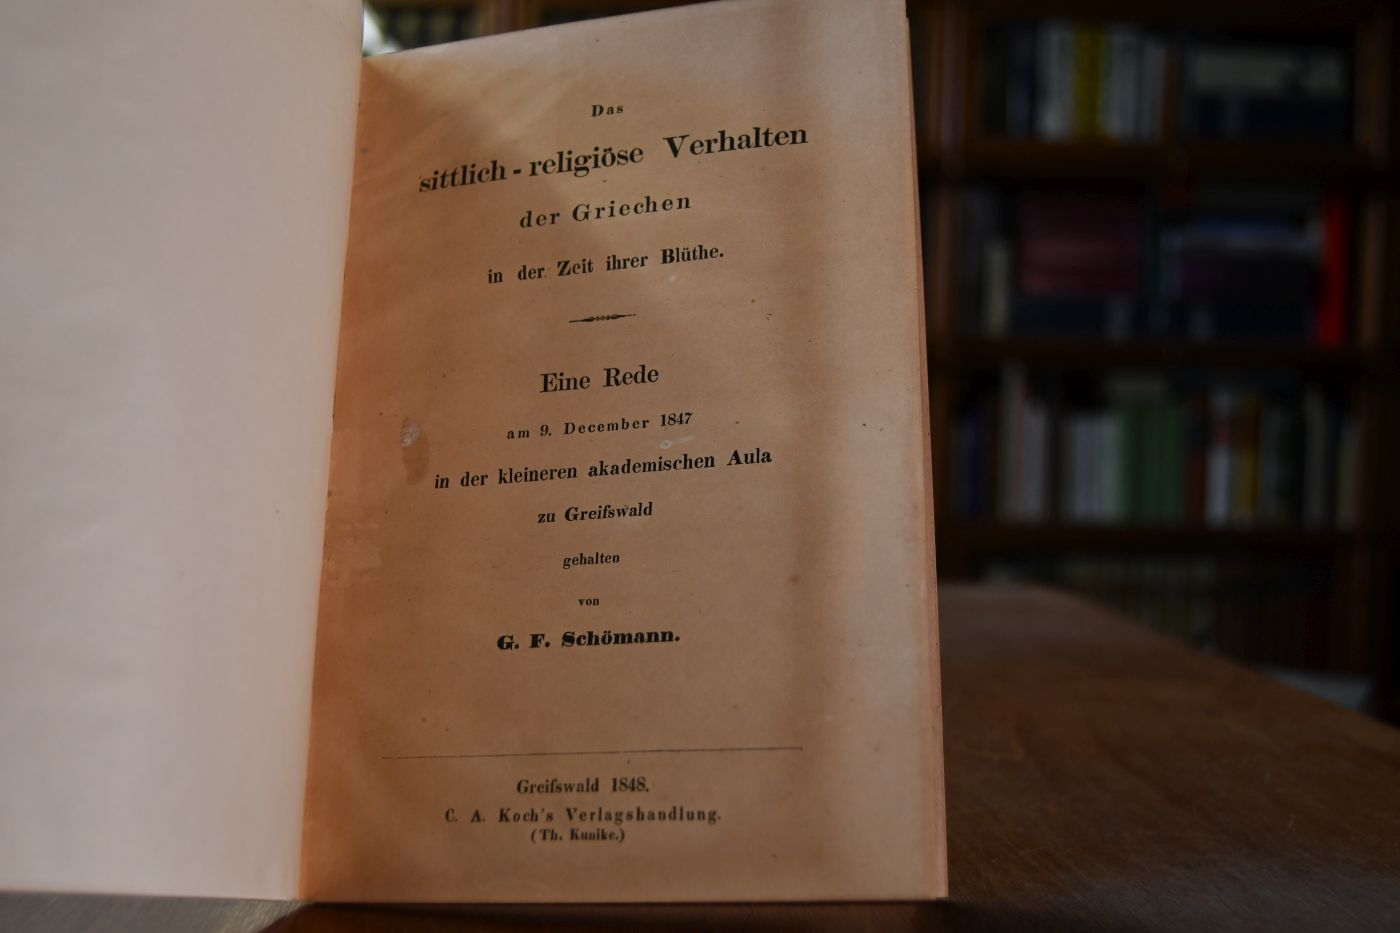 Das
sittlich-religiöse Verhalten
der Griechen
in der Zeit ihrer Blüthe.
Eine Rede
am 9. December 1847
in der kleineren akademischen Aula
zu Greifswald
gehalten
von
G. F. Schömann.
Greifswald 1848.
C. A. Koch's Verlagshandlung.
(Th. Kunike.)